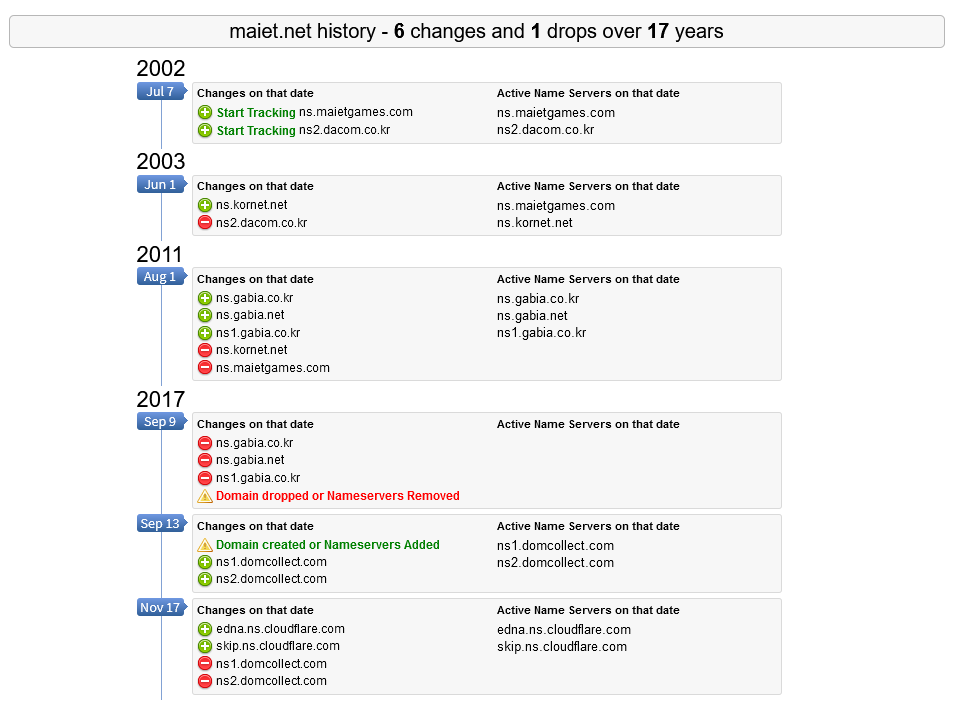 maiet.net history - 6 changes and 1 drops over 17 years
2002
Jul 7
Changes on that date
Active Name Servers on that date
Start Tracking ns.maietgames.com
ns.maietgames.com
Start Tracking ns2.dacom.co.kr
ns2.dacom.co.kr
2003
Jun 1
Changes on that date
Active Name Servers on that date
ns.kornet.net
ns.maietgames.com
ns2.dacom.co.kr
ns.kornet.net
2011
Aug 1
Changes on that date
Active Name Servers on that date
ns.gabia.co.kr
ns.gabia.co.kr
ns.gabia.net
ns.gabia.net
ns1.gabia.co.kr
ns1.gabia.co.kr
ns.kornet.net
ns.maietgames.com
2017
Sep 9
Changes on that date
Active Name Servers on that date
ns.gabia.co.kr
ns.gabia.net
ns1.gabia.co.kr
Domain dropped or Nameservers Removed
Sep 13
Changes on that date
Active Name Servers on that date
Domain created or Nameservers Added
ns1.domcollect.com
ns1.domcollect.com
ns2.domcollect.com
ns2.domcollect.com
Nov 17
Changes on that date
Active Name Servers on that date
edna.ns.cloudflare.com
edna.ns.cloudflare.com
skip.ns.cloudflare.com
skip.ns.cloudflare.com
ns1.domcollect.com
ns2.domcollect.com